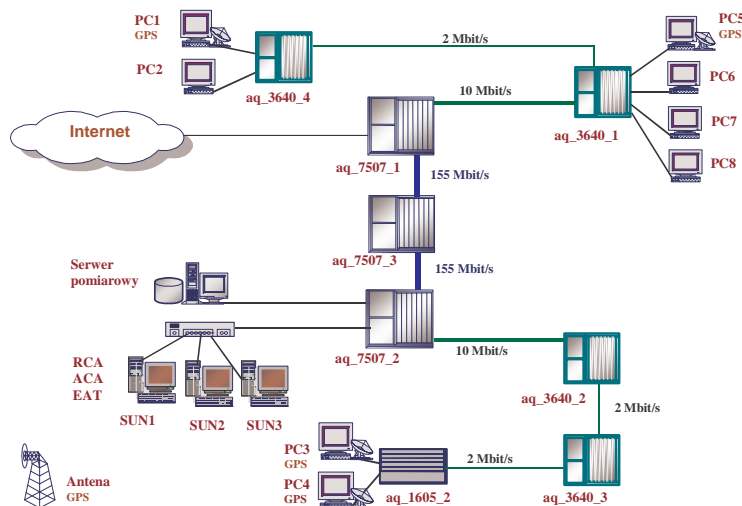 PC1
GPS
PC2
aq_3640_4
2 Mbit/s
PC5
GPS
PC6
PC7
PC8
10 Mbit/s
aq_3640_1
Internet
aq_7507_1
155 Mbit/s
aq_7507_3
155 Mbit/s
Serwer
pomiarowy
aq_7507_2
10 Mbit/s
RCA
ACA
EAT
SUN1
SUN2
SUN3
aq_3640_2
2 Mbit/s
PC3
GPS
PC4
GPS
2 Mbit/s
aq_1605_2
aq_3640_3
Antena
GPS